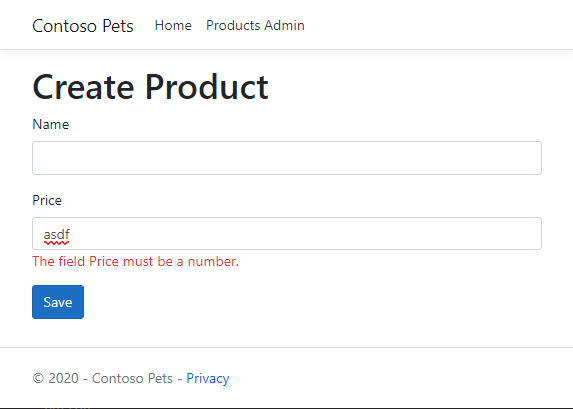 Contoso Pets Home Products Admin
Create Product
Name
Price
asdf
The field Price must be a number.
Save
© 2020 - Contoso Pets - Privacy